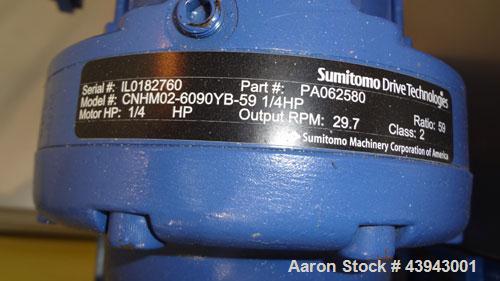 Sumitomo Drive Technologies
Serial #: IL0182760 Part #: PA062580
Model #: CNHM02-6090YB-59 1/4HP Ratio: 59
Motor HP: 1/4 HP Output RPM: 29.7 Class: 2
Sumitomo Machinery Corporation of America
Aaron Stock # 43943001